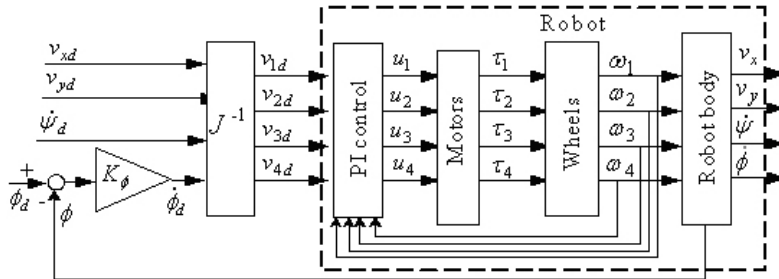 Robot
v_xd
v_yd
ψ̇_d
+
ϕ_d
-
ϕ
K_ϕ
ϕ̇_d
J⁻¹
v_1d
v_2d
v_3d
v_4d
PI control
u_1
u_2
u_3
u_4
Motors
τ_1
τ_2
τ_3
τ_4
Wheels
ω_1
ω_2
ω_3
ω_4
Robot body
v_x
v_y
ψ̇
ϕ̇